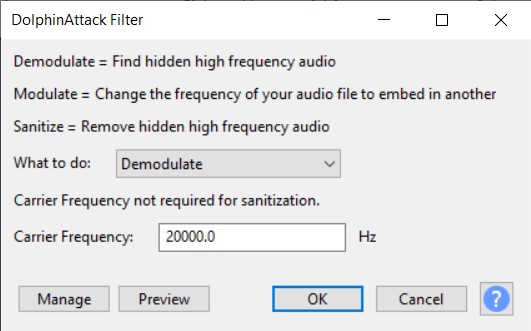 DolphinAttack Filter
Demodulate = Find hidden high frequency audio
Modulate = Change the frequency of your audio file to embed in another
Sanitize = Remove hidden high frequency audio
What to do: Demodulate
Carrier Frequency not required for sanitization.
Carrier Frequency: 20000.0 Hz
Manage Preview OK Cancel ?